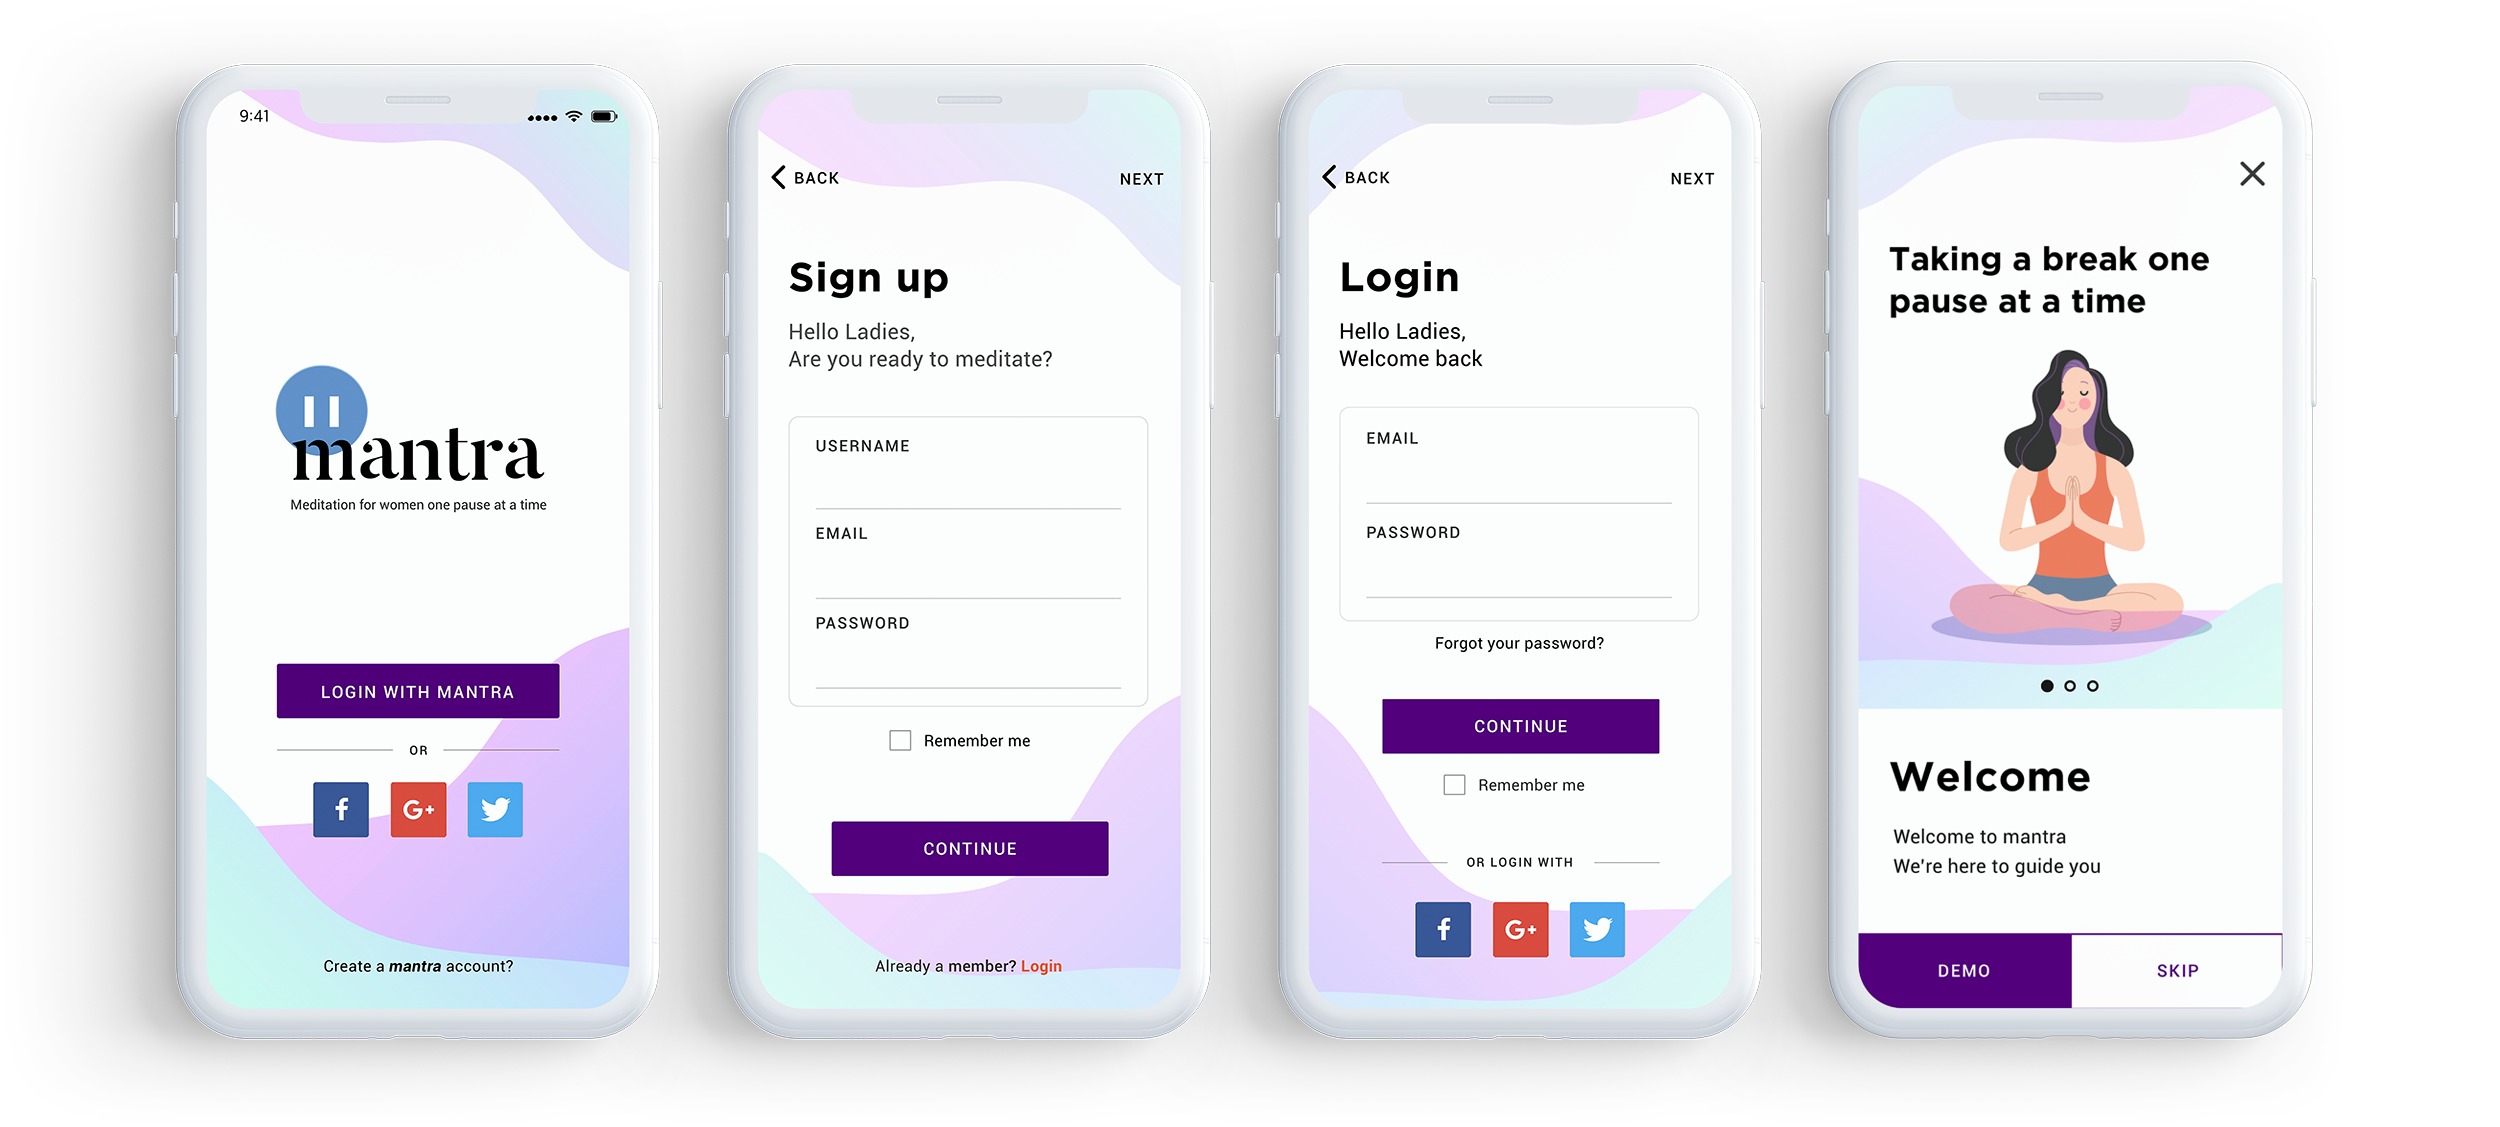 9:41
mantra
Meditation for women one pause at a time
LOGIN WITH MANTRA
OR
f
G+
Create a mantra account?
BACK
NEXT
Sign up
Hello Ladies,
Are you ready to meditate?
USERNAME
EMAIL
PASSWORD
Remember me
CONTINUE
Already a member? Login
BACK
NEXT
Login
Hello Ladies,
Welcome back
EMAIL
PASSWORD
Forgot your password?
CONTINUE
Remember me
OR LOGIN WITH
f
G+
Taking a break one
pause at a time
Welcome
Welcome to mantra
We're here to guide you
DEMO
SKIP